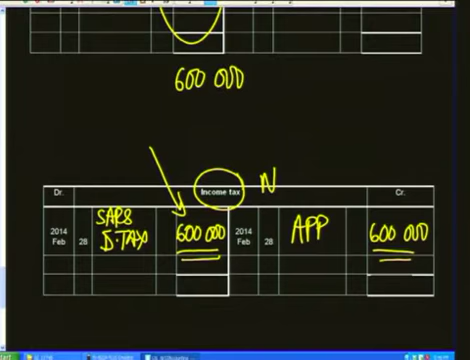 600 000
Dr.
Income tax
N
Cr.
2014
Feb
28
SARS
D.TAX)
600 000
2014
Feb
28
APP
600 000